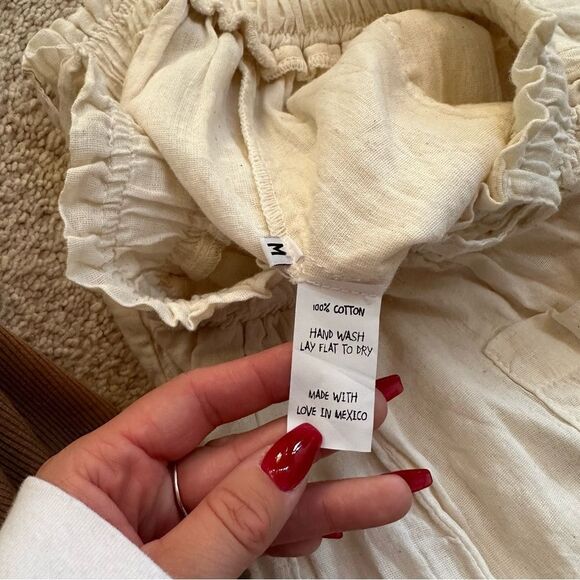 M
100% COTTON
HAND WASH
LAY FLAT TO DRY
MADE WITH
LOVE IN MEXICO